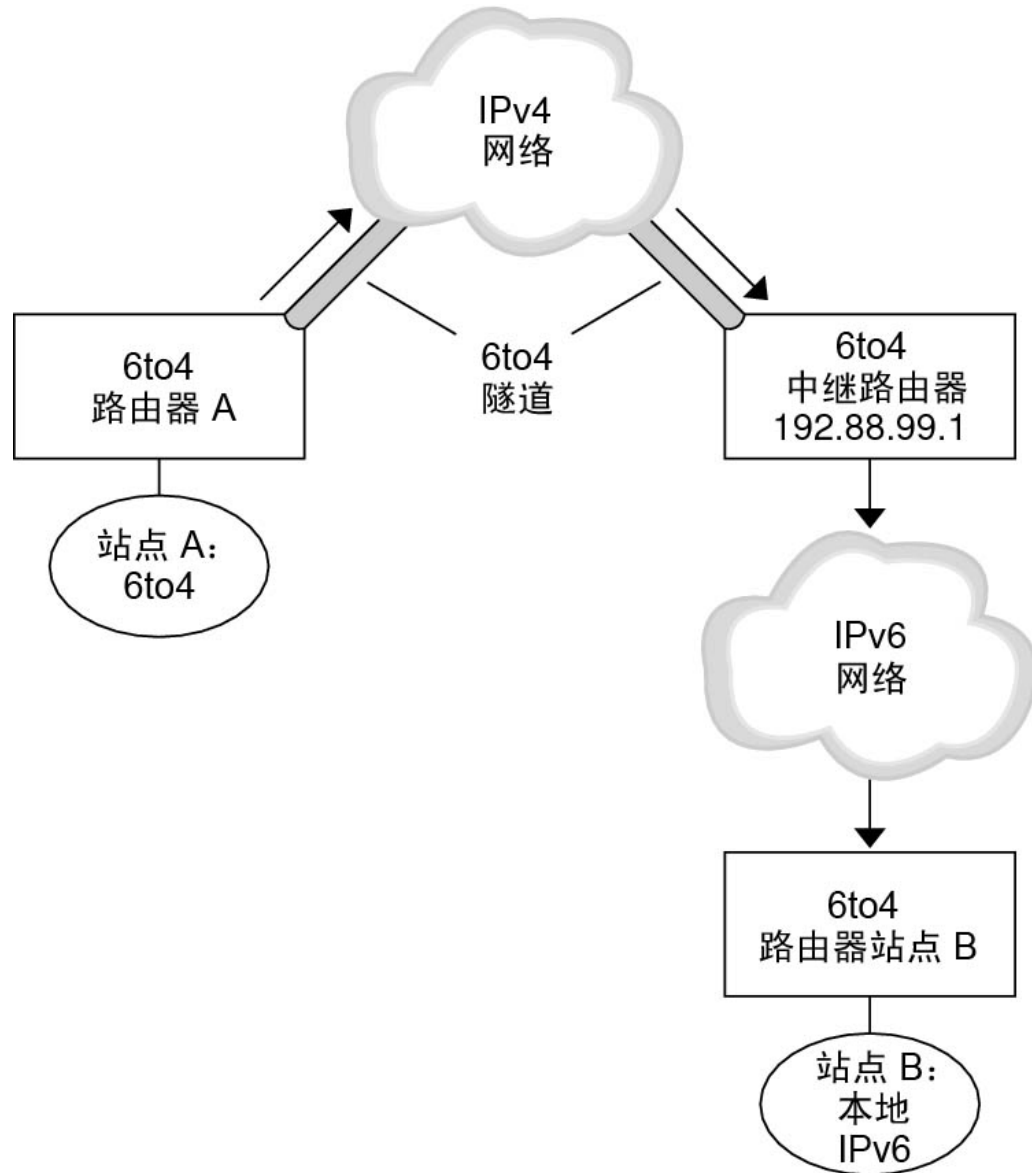 IPv4
网络
6to4
路由器 A
6to4
隧道
6to4
中继路由器
192.88.99.1
站点 A：
6to4
IPv6
网络
6to4
路由器站点 B
站点 B：
本地
IPv6